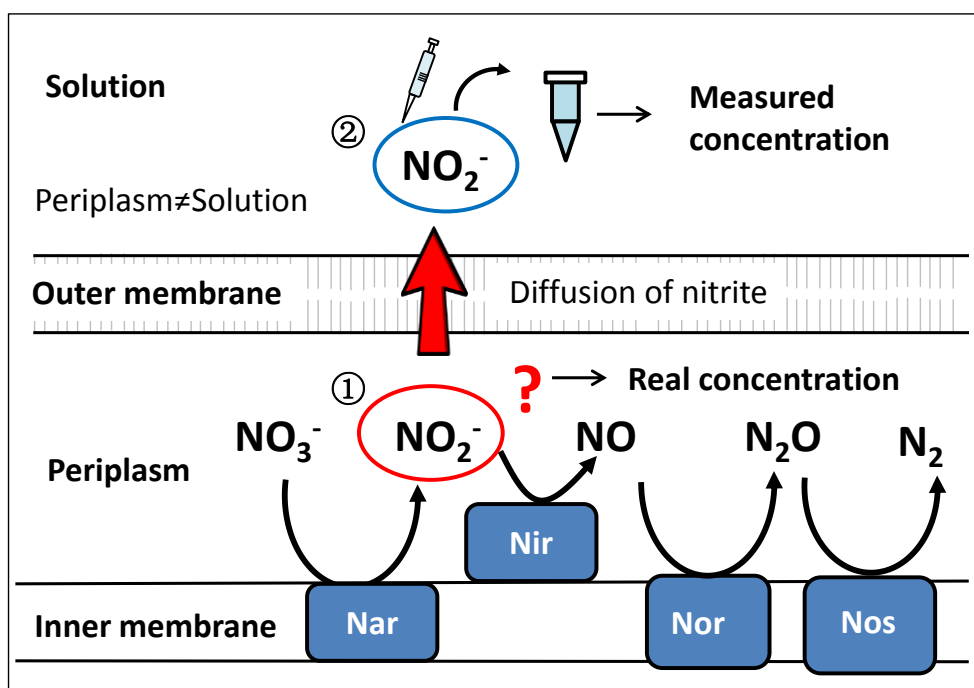 Solution
②
NO₂⁻
Measured
concentration
Periplasm≠Solution
Outer membrane
Diffusion of nitrite
①
?
Real concentration
NO₃⁻
NO₂⁻
NO
N₂O
N₂
Periplasm
Nir
Inner membrane
Nar
Nor
Nos